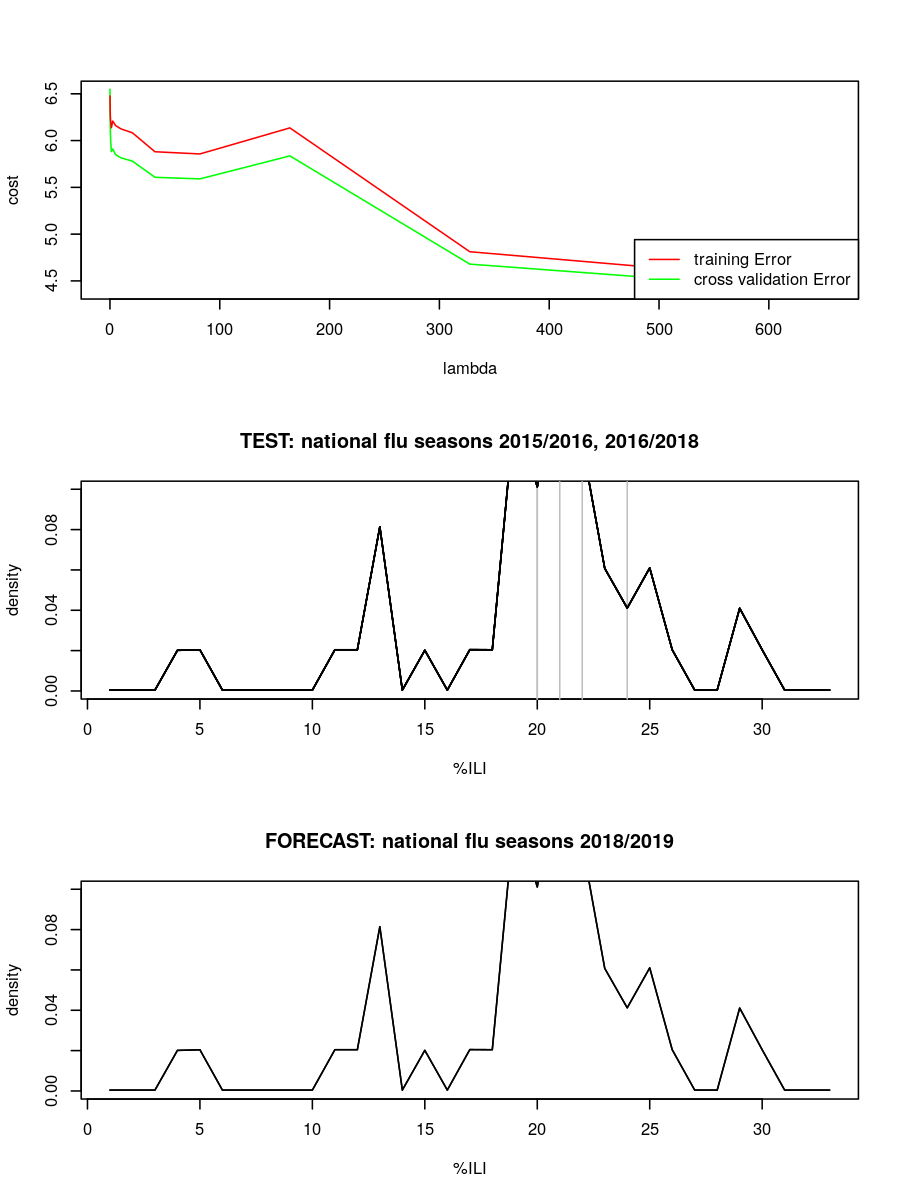 6.5
6.0
5.5
5.0
4.5
cost
training Error
cross validation Error
0 100 200 300 400 500 600
lambda
TEST: national flu seasons 2015/2016, 2016/2018
0.08
0.04
0.00
density
0 5 10 15 20 25 30
%ILI
FORECAST: national flu seasons 2018/2019
0.08
0.04
0.00
density
0 5 10 15 20 25 30
%ILI